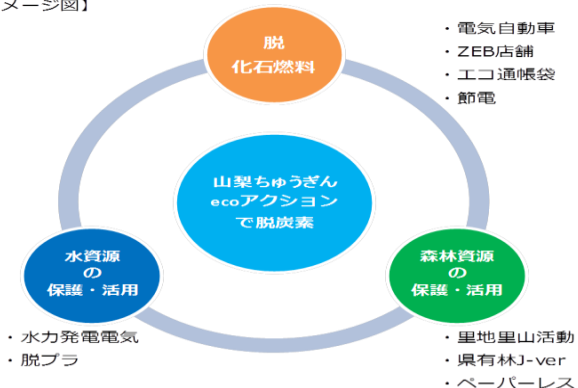 メージ図】
脱
化石燃料
・電気自動車
・ZEB店舗
・エコ通帳袋
・節電
山梨ちゅうぎん
ecoアクション
で脱炭素
水資源
の
保護・活用
森林資源
の
保護・活用
・水力発電電気
・脱プラ
・里地里山活動
・県有林J-ver
・ペーパーレス